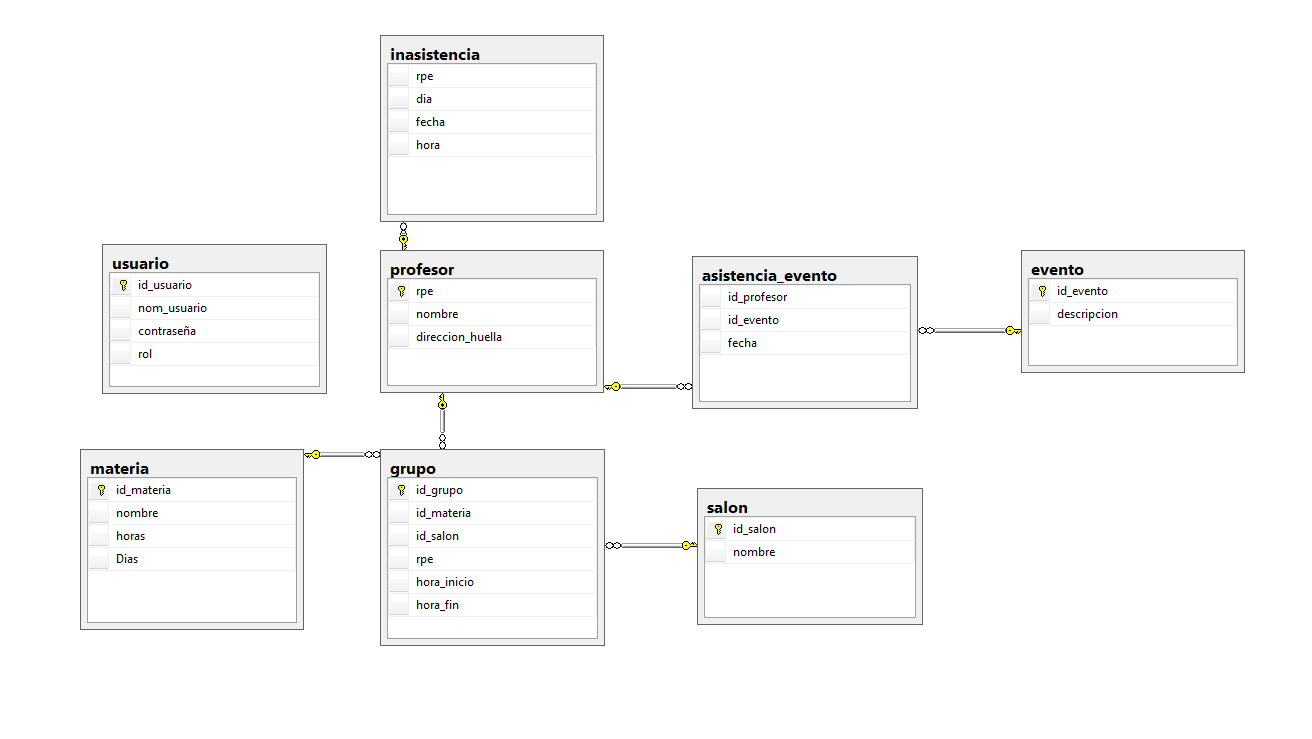 inasistencia
rpe
dia
fecha
hora
usuario
id_usuario
nom_usuario
contraseña
rol
profesor
rpe
nombre
direccion_huella
asistencia_evento
id_profesor
id_evento
fecha
evento
id_evento
descripcion
materia
id_materia
nombre
horas
Dias
grupo
id_grupo
id_materia
id_salon
rpe
hora_inicio
hora_fin
salon
id_salon
nombre